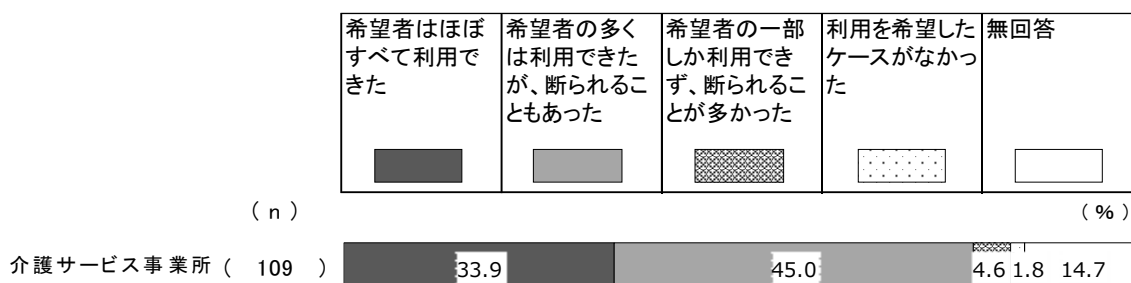 希望者はほぼ
すべて利用で
きた
希望者の多く
は利用できた
が、断られるこ
ともあった
希望者の一部
しか利用でき
ず、断られるこ
とが多かった
利用を希望した
ケースがなかっ
た
無回答
(n)
(%)
介護サービス事業所 ( 109 ) 33.9 45.0 4.6 1.8 14.7